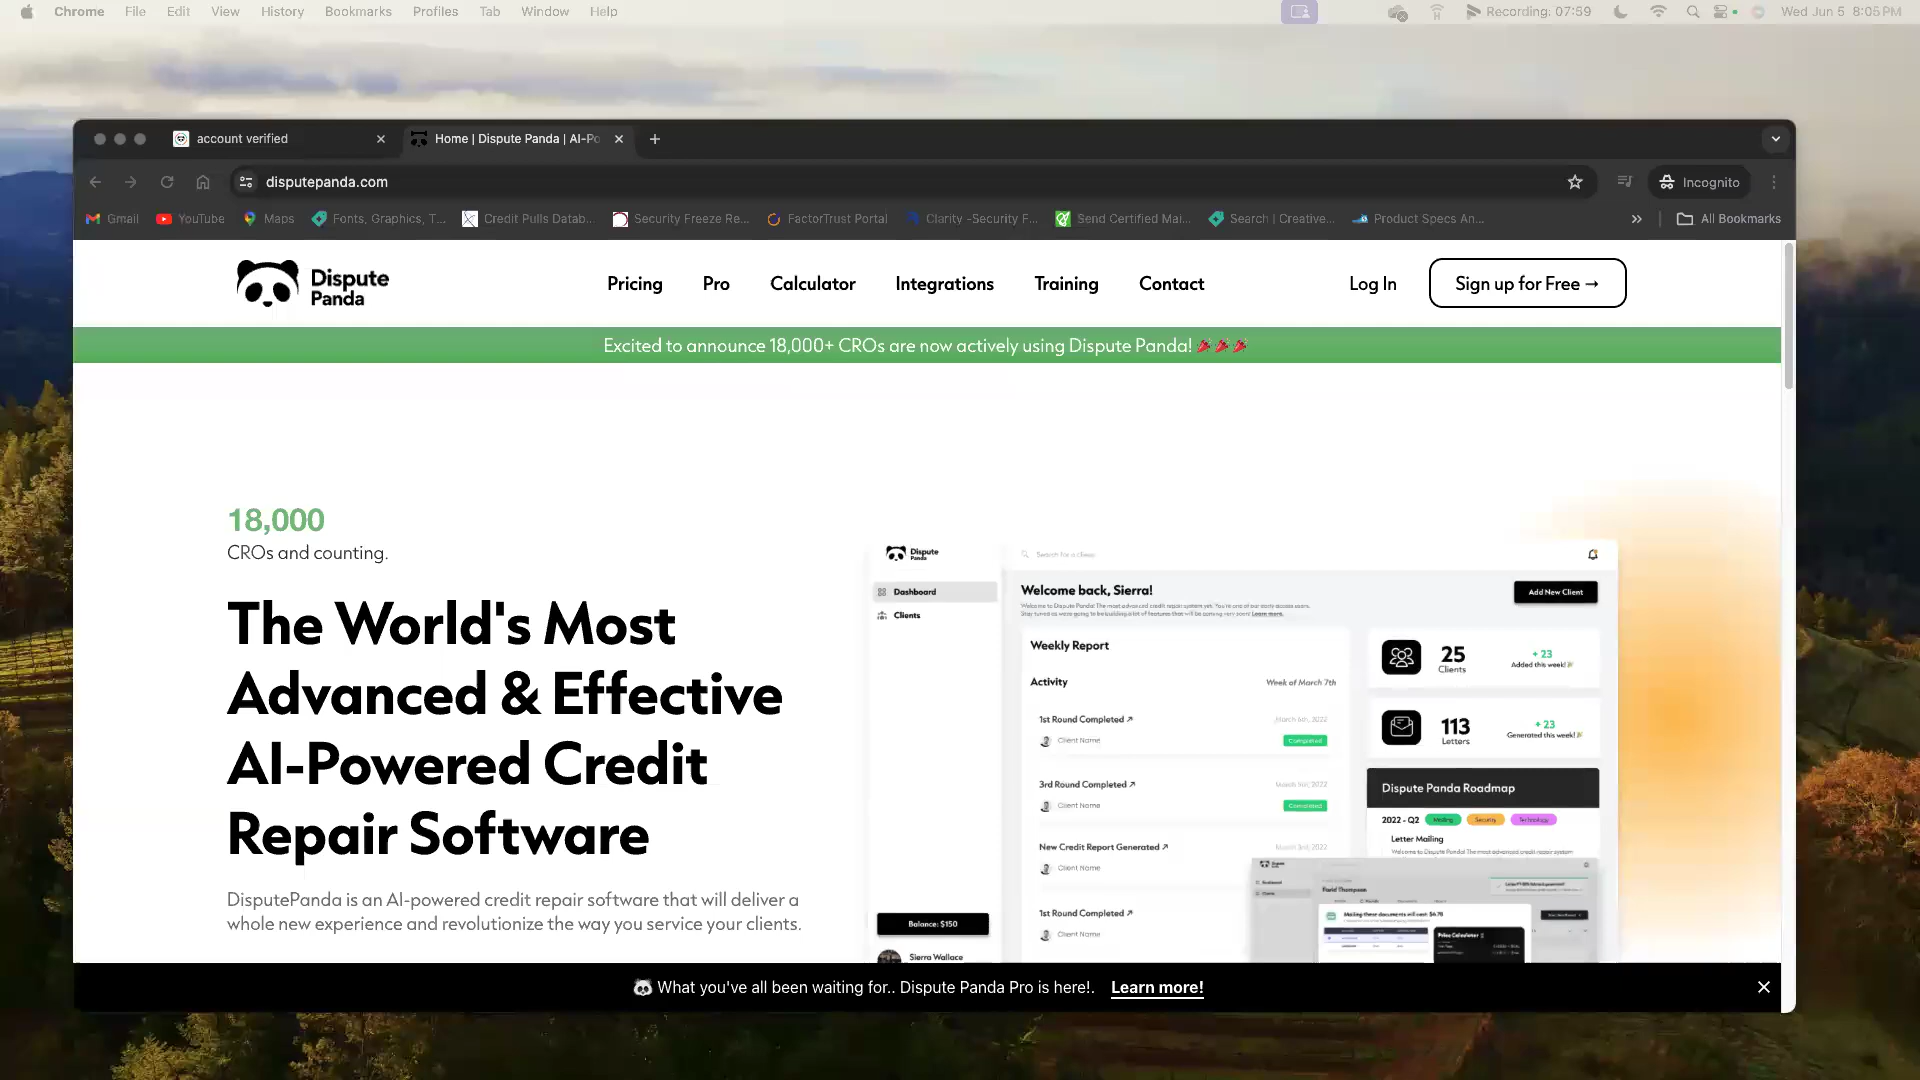 Chrome File Edit View History Bookmarks Profiles Tab Window Help Recording: 07:59 Wed Jun 5 8:05 PM
account verified Home | Dispute Panda | AI-Po
disputepanda.com Incognito
Gmail YouTube Maps Fonts, Graphics, T... Credit Pulls Datab... Security Freeze Re... FactorTrust Portal Clarity -Security F... Send Certified Mai... Search | Creative... Product Specs An... All Bookmarks
Dispute
Panda
Pricing Pro Calculator Integrations Training Contact Log In Sign up for Free →
Excited to announce 18,000+ CROs are now actively using Dispute Panda! 🎉🎉🎉
18,000
CROs and counting.
The World's Most
Advanced & Effective
AI-Powered Credit
Repair Software
DisputePanda is an AI-powered credit repair software that will deliver a
whole new experience and revolutionize the way you service your clients.
Dispute
Panda
Search for a client
Dashboard
Clients
Balance: $150
Sierra Wallace
Welcome back, Sierra!
Welcome to Dispute Panda! The most advanced credit repair system yet. You're one of our early access users.
Stay tuned as we're going to be building a lot of features that will be coming very soon! Learn more.
Add New Client
Weekly Report
Activity Week of March 7th
1st Round Completed ↗ March 6th, 2022
Client Name Completed
3rd Round Completed ↗ March 3rd, 2022
Client Name Completed
New Credit Report Generated ↗ March 3rd, 2022
Client Name
1st Round Completed ↗
Client Name
25 + 23
Clients Added this week! 🎉
113 + 23
Letters Generated this week! 🎉
Dispute Panda Roadmap
2022 - Q2 Mailing Security Technology
Letter Mailing
Welcome to Dispute Panda! The most advanced credit repair system
Mailing these documents will cost $4.78
Price Calculator
🐼 What you've all been waiting for.. Dispute Panda Pro is here!. Learn more!